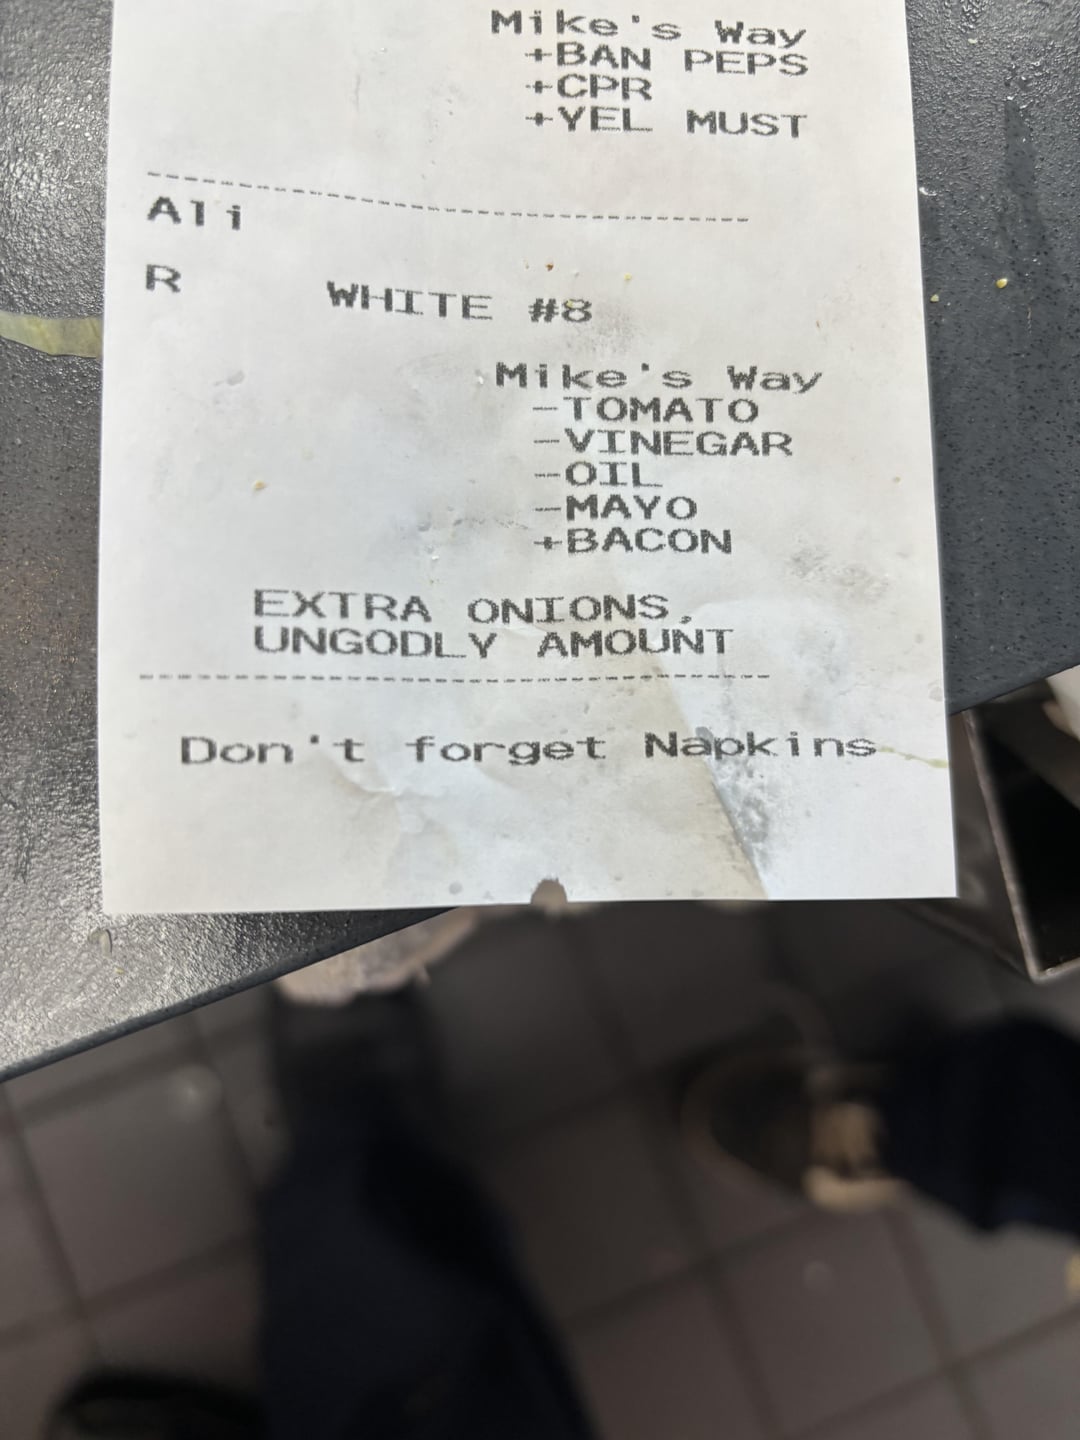 Mike's Way
+BAN PEPS
+CPR
+YEL MUST
Ali
R WHITE #8
Mike's Way
-TOMATO
-VINEGAR
-OIL
-MAYO
+BACON
EXTRA ONIONS,
UNGODLY AMOUNT
Don't forget Napkins